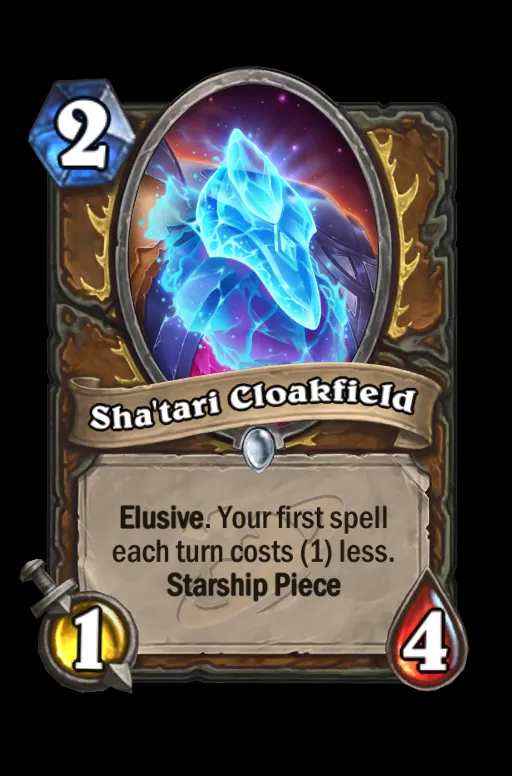 2
Sha'tari Cloakfield
Elusive. Your first spell
each turn costs (1) less.
Starship Piece
1
4